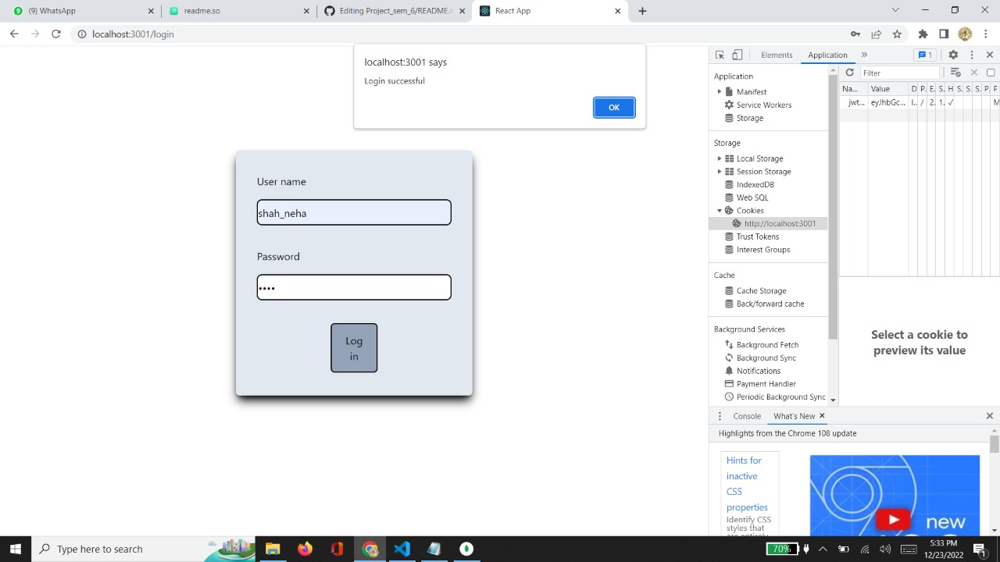 (9) WhatsApp
readme.so
Editing Project_sem_6/README.m
React App
localhost:3001/login
localhost:3001 says
Login successful
OK
User name
shah_neha
Password
••••
Log
in
Elements
Application
1
Application
Manifest
Service Workers
Storage
Storage
Local Storage
Session Storage
IndexedDB
Web SQL
Cookies
http://localhost:3001
Trust Tokens
Interest Groups
Cache
Cache Storage
Back/forward cache
Background Services
Background Fetch
Background Sync
Notifications
Payment Handler
Periodic Background Sync
Filter
Na... Value D P. E. S. H S. S. S. P. P
jwt... eyJhbGc... l.. / 2. 1. ✓ M
Select a cookie to
preview its value
Console
What's New
Highlights from the Chrome 108 update
Hints for
inactive
CSS
properties
Identify CSS
styles that
are entirely
new
Type here to search
70%
5:33 PM
12/23/2022
1